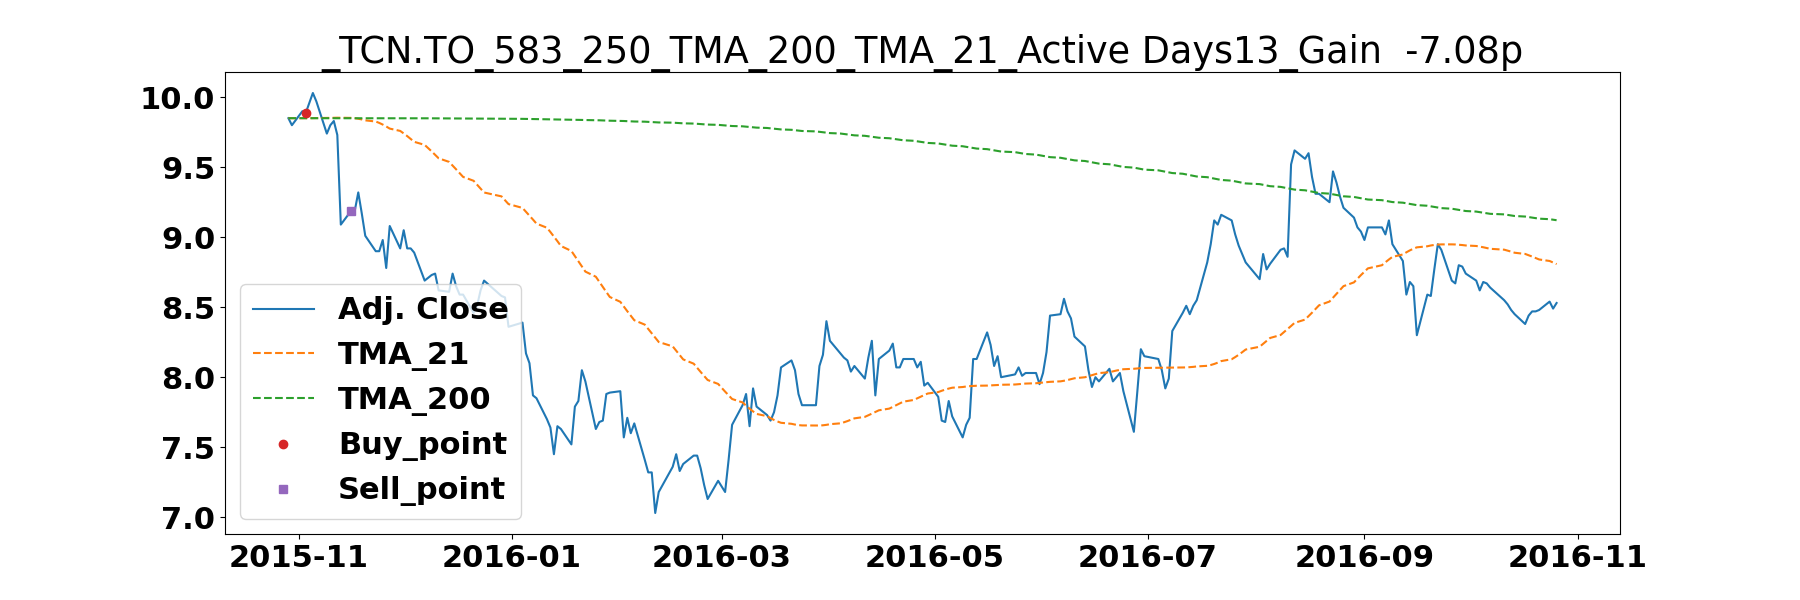 _TCN.TO_583_250_TMA_200_TMA_21_Active Days13_Gain  -7.08p
10.0
9.5
9.0
8.5
8.0
7.5
7.0
Adj. Close
TMA_21
TMA_200
Buy_point
Sell_point
2015-11 2016-01 2016-03 2016-05 2016-07 2016-09 2016-11